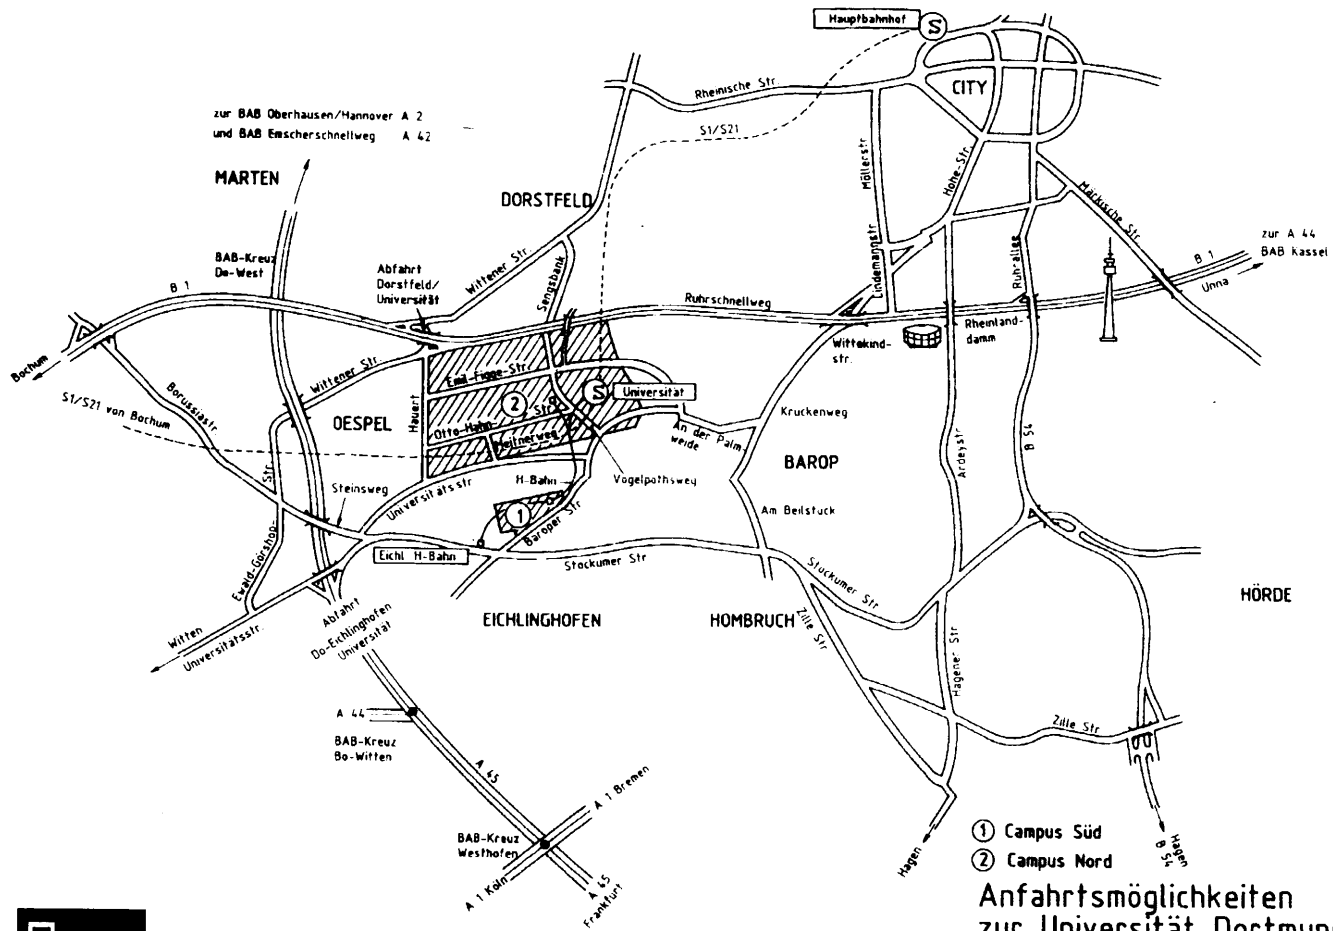 Hauptbahnhof
S
CITY
Rheinische Str.
S1/S21
zur BAB Oberhausen/Hannover A 2
und BAB Emscherschnellweg A 42
MARTEN
DORSTFELD
Möllerstr
Hohe-Str.
Märkische Str.
zur A 44
BAB Kassel
BAB-Kreuz
Do-West
B 1
Abfahrt
Dorstfeld/
Universität
Wittener Str.
Sengsbank
Ruhrschnellweg
Lindemannstr
Ruhrallee
B 1
Unna
Rheinland-
damm
Wittekind-
str.
Bochum
S1/S21 von Bochum
Borussiastr.
Wittener Str.
OESPEL
Hauert
Emil-Figge-Str.
2
S
Universität
Otto-Hahn-
Str.
Meitnerweg
An der Palm-
weide
Kruckenweg
BAROP
Ardeystr
B 54
Str.
Steinsweg
Universitätsstr
H-Bahn
Vogelpothsweg
Am Beilstück
1
Baroper Str
Eichl H-Bahn
Stockumer Str
Stockumer Str
Ewald-Görshop-
EICHLINGHOFEN
HOMBRUCH
HÖRDE
Witten
Universitätsstr.
Abfahrt
Do-Eichlinghofen
Universität
Zille Str
Hagener Str
Zille Str
A 44
BAB-Kreuz
Bo-Witten
A 45
A 1 Bremen
BAB-Kreuz
Westhofen
A 1 Köln
A 45
Frankfurt
Hagen
Hagen
B 54
1 Campus Süd
2 Campus Nord
Anfahrtsmöglichkeiten
zur Universität Dortmun